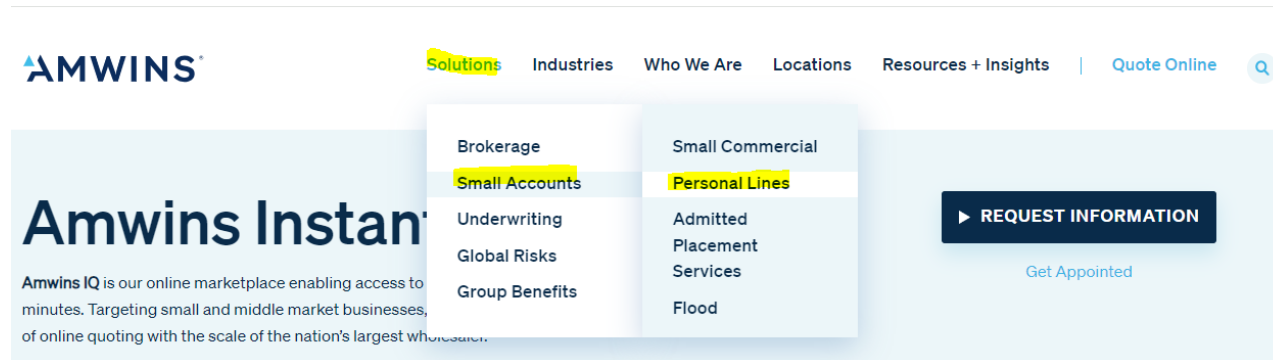 AMWINS
Solutions Industries Who We Are Locations Resources + Insights | Quote Online
Brokerage
Small Accounts
Underwriting
Global Risks
Group Benefits
Small Commercial
Personal Lines
Admitted
Placement
Services
Flood
Amwins Instant
Amwins IQ is our online marketplace enabling access to
minutes. Targeting small and middle market businesses,
of online quoting with the scale of the nation's largest wholesaler.
REQUEST INFORMATION
Get Appointed